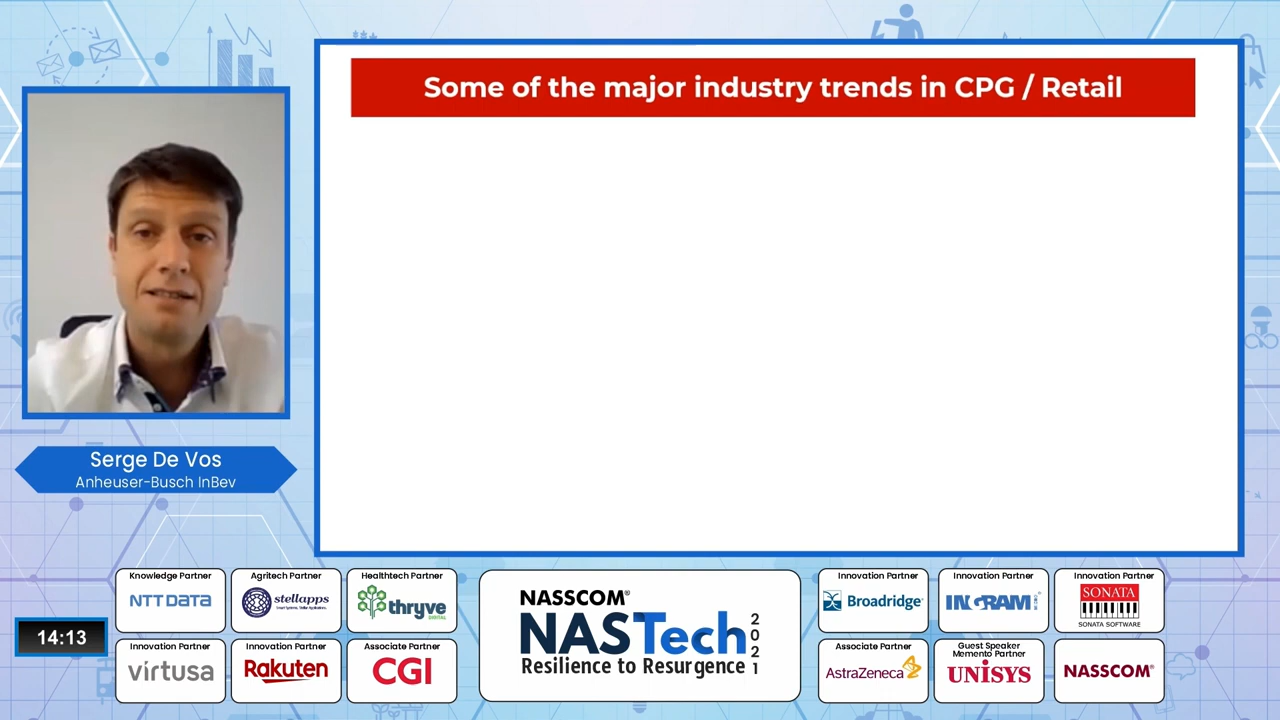 Some of the major industry trends in CPG / Retail
Serge De Vos
Anheuser-Busch InBev
14:13
Knowledge Partner
NTT DATA
Agritech Partner
stellapps
Healthtech Partner
thryve
DIGITAL
Innovation Partner
virtusa
Innovation Partner
Rakuten
Associate Partner
CGI
NASSCOM®
NASTech
2021
Resilience to Resurgence
Innovation Partner
Broadridge®
Innovation Partner
INGRAM
Innovation Partner
SONATA
SONATA SOFTWARE
Associate Partner
AstraZeneca
Guest Speaker
Memento Partner
UNiSYS
NASSCOM®